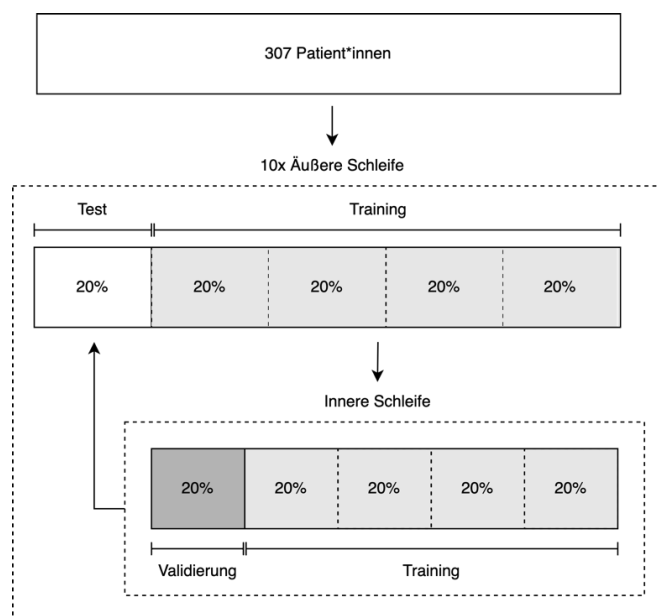 307 Patient*innen
10x Äußere Schleife
Test Training
20% 20% 20% 20% 20%
Innere Schleife
20% 20% 20% 20% 20%
Validierung Training